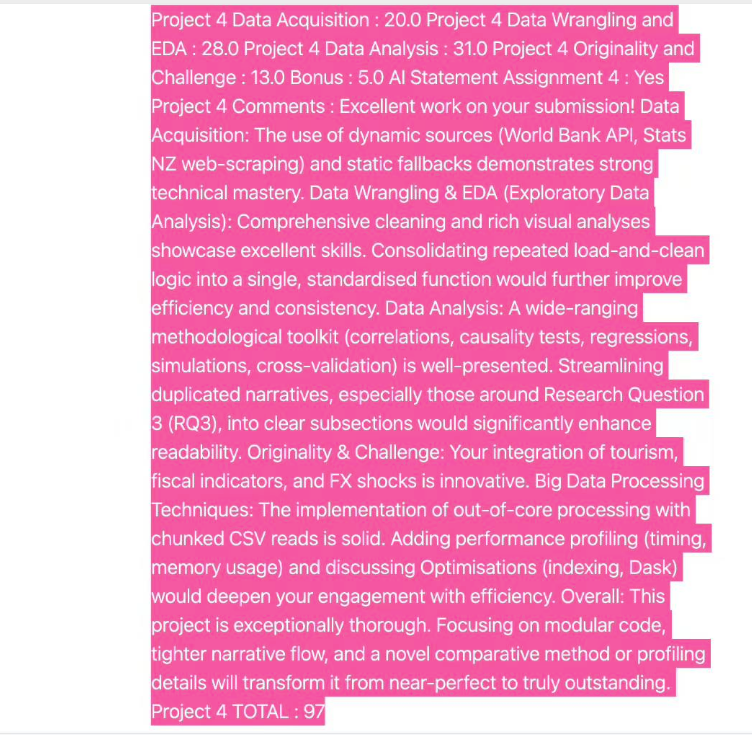 Project 4 Data Acquisition : 20.0 Project 4 Data Wrangling and
EDA : 28.0 Project 4 Data Analysis : 31.0 Project 4 Originality and
Challenge : 13.0 Bonus : 5.0 AI Statement Assignment 4 : Yes
Project 4 Comments : Excellent work on your submission! Data
Acquisition: The use of dynamic sources (World Bank API, Stats
NZ web-scraping) and static fallbacks demonstrates strong
technical mastery. Data Wrangling & EDA (Exploratory Data
Analysis): Comprehensive cleaning and rich visual analyses
showcase excellent skills. Consolidating repeated load-and-clean
logic into a single, standardised function would further improve
efficiency and consistency. Data Analysis: A wide-ranging
methodological toolkit (correlations, causality tests, regressions,
simulations, cross-validation) is well-presented. Streamlining
duplicated narratives, especially those around Research Question
3 (RQ3), into clear subsections would significantly enhance
readability. Originality & Challenge: Your integration of tourism,
fiscal indicators, and FX shocks is innovative. Big Data Processing
Techniques: The implementation of out-of-core processing with
chunked CSV reads is solid. Adding performance profiling (timing,
memory usage) and discussing Optimisations (indexing, Dask)
would deepen your engagement with efficiency. Overall: This
project is exceptionally thorough. Focusing on modular code,
tighter narrative flow, and a novel comparative method or profiling
details will transform it from near-perfect to truly outstanding.
Project 4 TOTAL : 97